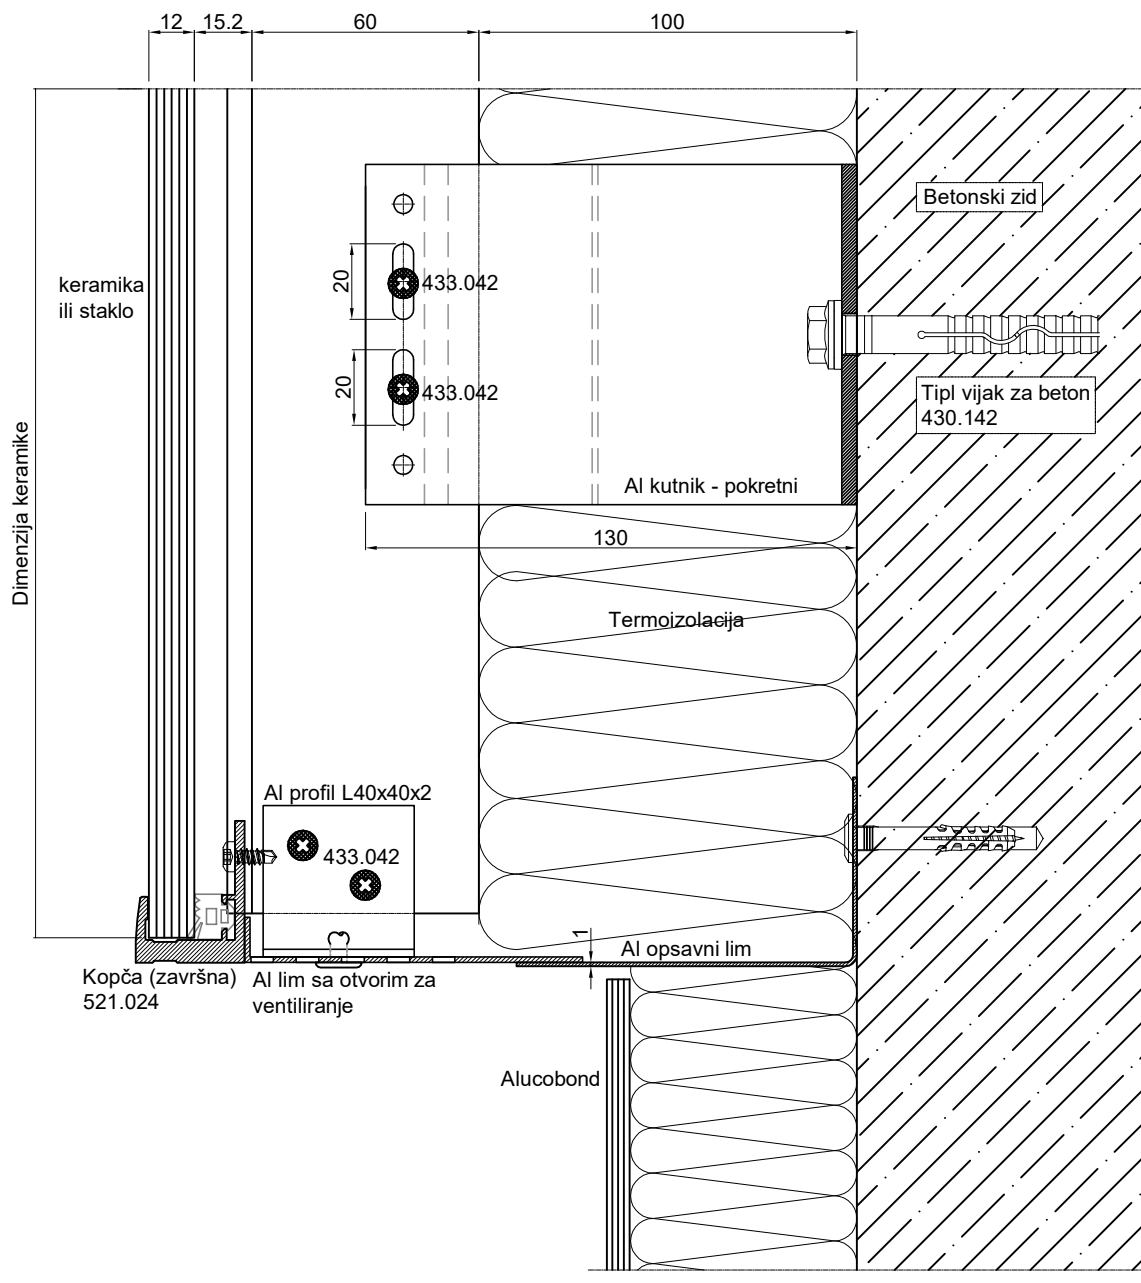 12
15.2
60
100
Betonski zid
keramika
ili staklo
20
433.042
20
433.042
Tipl vijak za beton
430.142
Al kutnik - pokretni
130
Dimenzija keramike
Termoizolacija
Al profil L40x40x2
433.042
1
Al opsavni lim
Kopča (završna)
521.024
Al lim sa otvorim za
ventiliranje
Alucobond